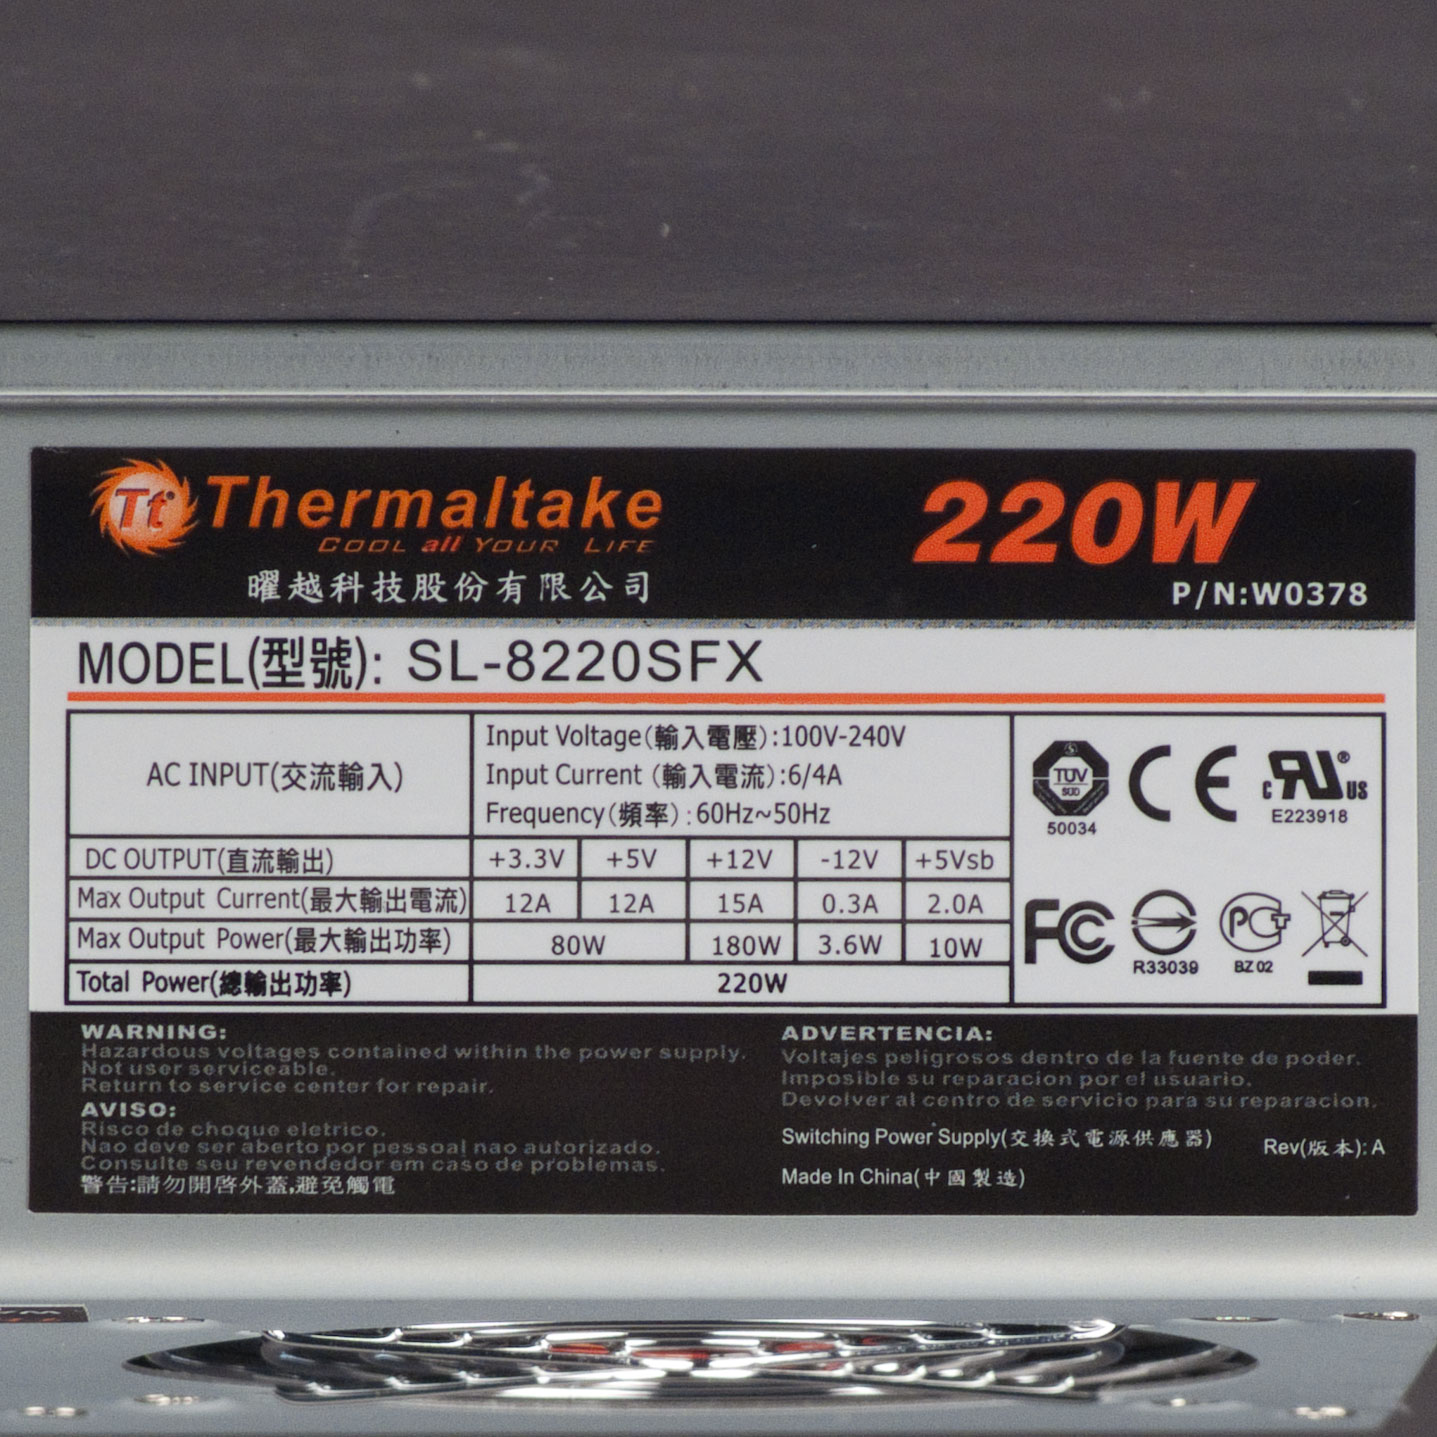 Tt Thermaltake
COOL all YOUR LIFE
曜越科技股份有限公司
220W
P/N:W0378
MODEL(型號): SL-8220SFX
AC INPUT(交流輸入)
Input Voltage(輸入電壓):100V-240V
Input Current (輸入電流):6/4A
Frequency(頻率):60Hz~50Hz
DC OUTPUT(直流輸出) +3.3V +5V +12V -12V +5Vsb
Max Output Current(最大輸出電流) 12A 12A 15A 0.3A 2.0A
Max Output Power(最大輸出功率) 80W 180W 3.6W 10W
Total Power(總輸出功率) 220W
TUV
SUD
50034
CE
c RU US
E223918
FC
R33039
PCT
BZ 02
WARNING:
Hazardous voltages contained within the power supply.
Not user serviceable.
Return to service center for repair.
AVISO:
Risco de choque eletrico.
Nao deve ser aberto por pessoal nao autorizado.
Consulte seu revendedor em caso de problemas.
警告:請勿開啓外蓋,避免觸電
ADVERTENCIA:
Voltajes peligrosos dentro de la fuente de poder.
Imposible su reparacion por el usuario.
Devolver al centro de servicio para su reparacion.
Switching Power Supply(交換式電源供應器)
Rev(版本): A
Made In China(中國製造)